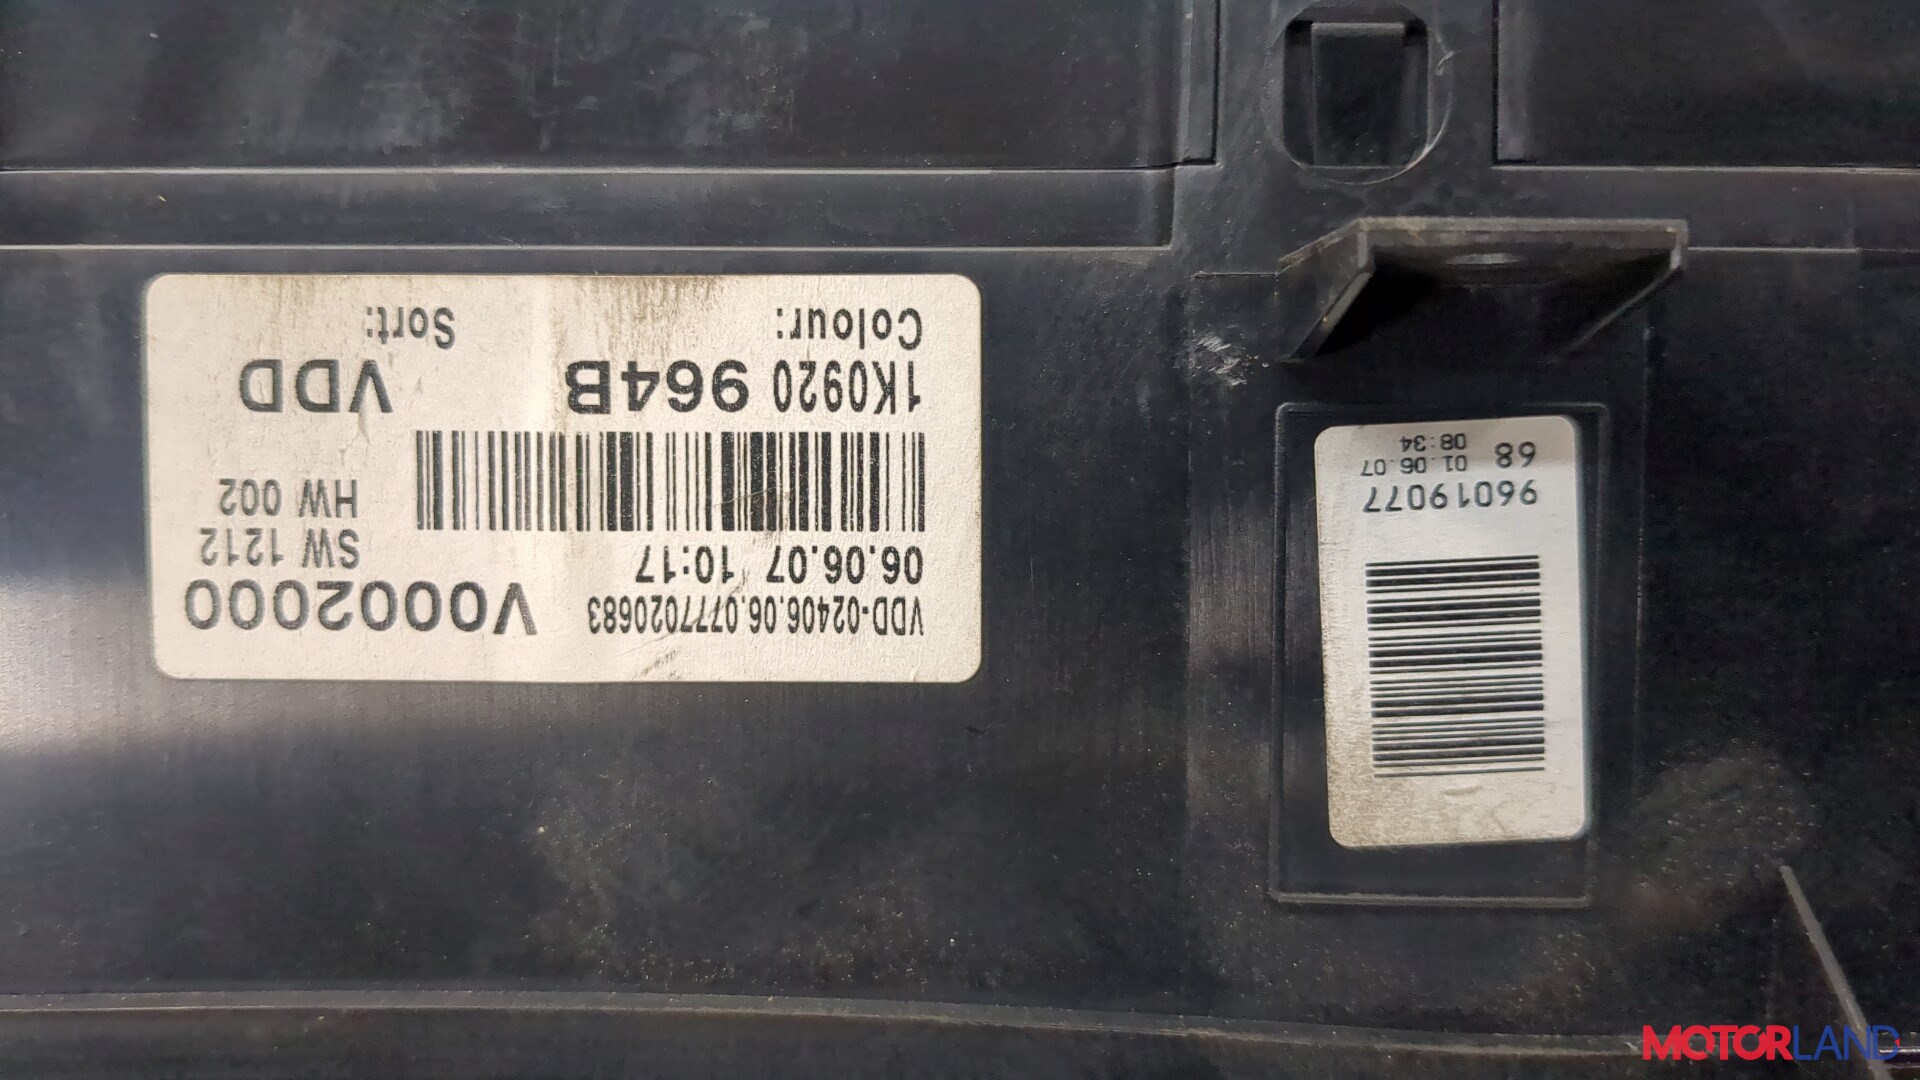 VDD-02406.06.0777020683 V0002000
06.06.07 10:17 SW 1212
HW 002
1K0920 964B VDD
Colour: Sort:
96019077
68 01.06.07
08:34
MOTORLAND